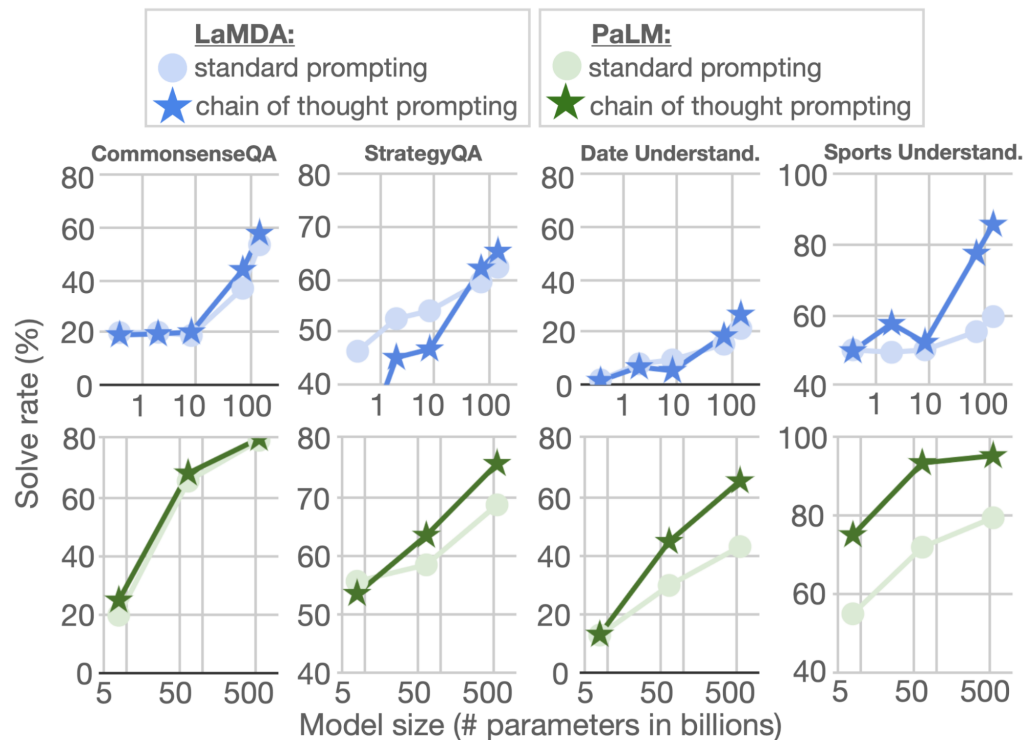 LaMDA:
standard prompting
chain of thought prompting
PaLM:
standard prompting
chain of thought prompting
CommonsenseQA
StrategyQA
Date Understand.
Sports Understand.
Solve rate (%)
80
60
40
20
0
1 10 100
80
70
60
50
40
1 10 100
80
60
40
20
0
1 10 100
100
80
60
40
1 10 100
80
60
40
20
0
5 50 500
80
70
60
50
40
5 50 500
80
60
40
20
0
5 50 500
100
80
60
40
5 50 500
Model size (# parameters in billions)